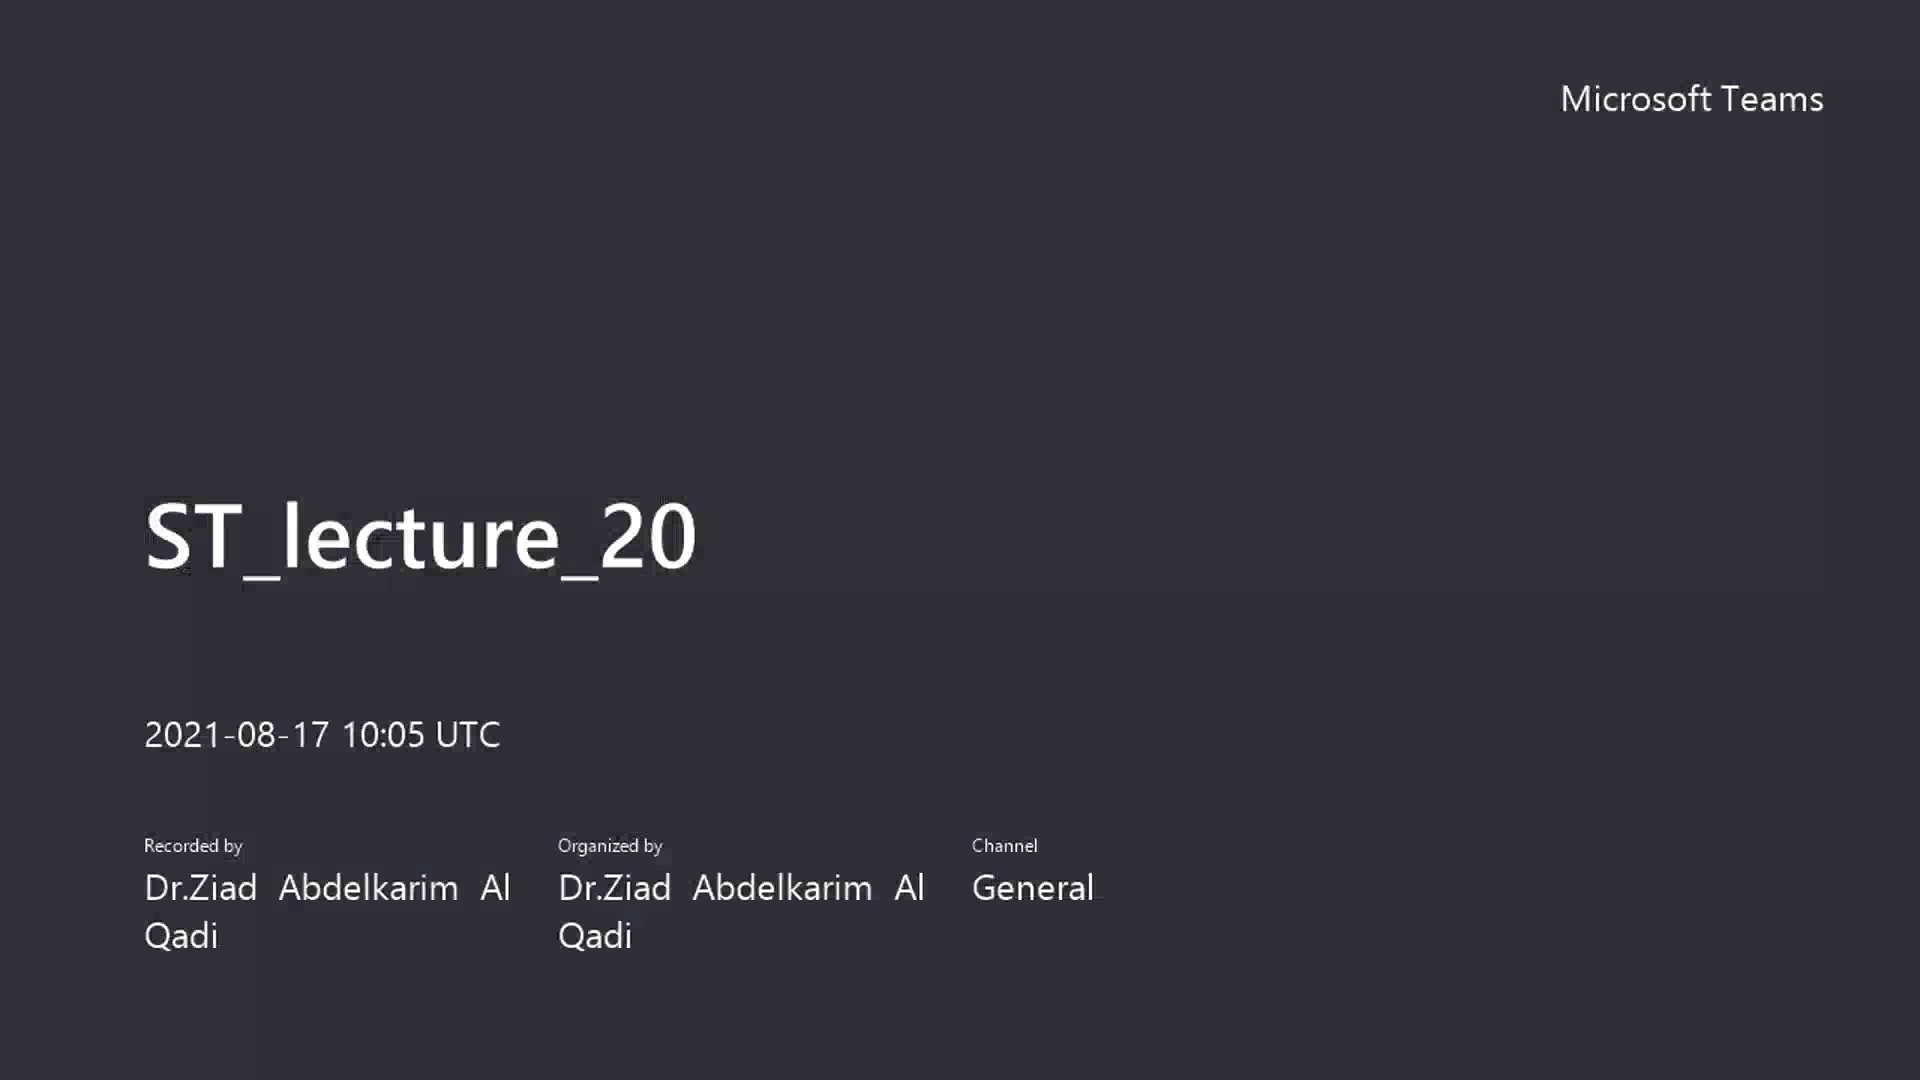 Microsoft Teams
ST_lecture_20
2021-08-17 10:05 UTC
Recorded by
Dr.Ziad Abdelkarim Al
Qadi
Organized by
Dr.Ziad Abdelkarim Al
Qadi
Channel
General